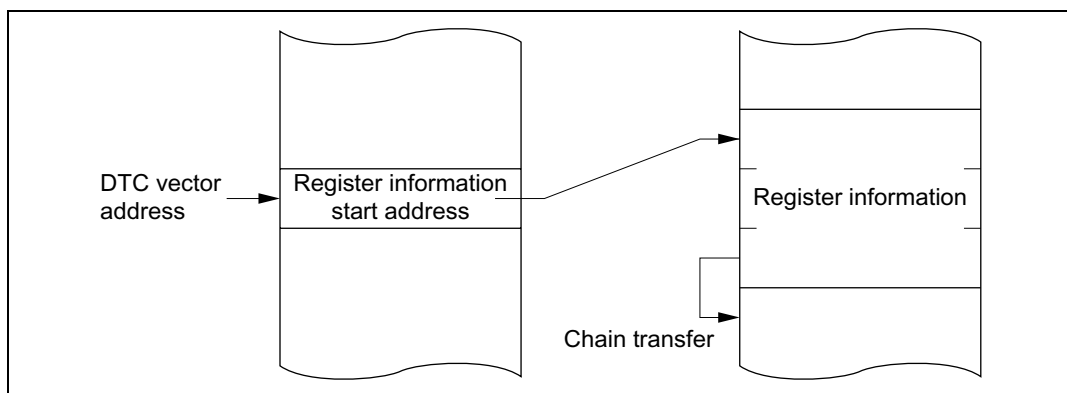 DTC vector
address
Register information
start address
Register information
Chain transfer